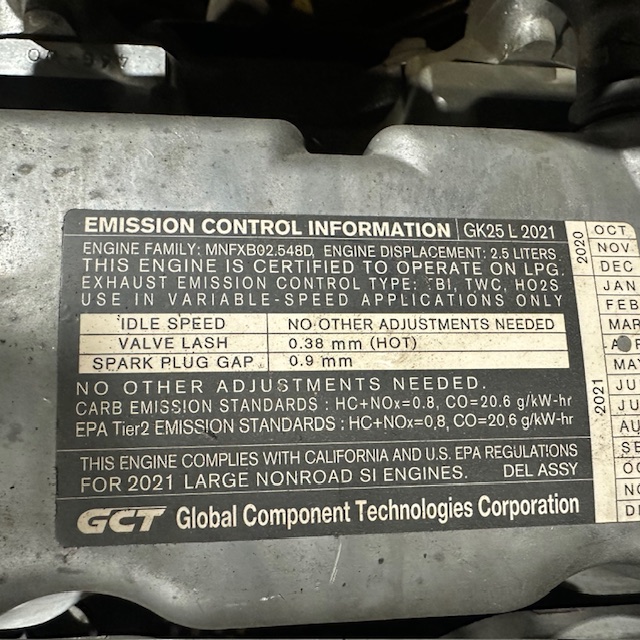 EMISSION CONTROL INFORMATION GK25 L 2021
ENGINE FAMILY: MNFXB02.548D, ENGINE DISPLACEMENT: 2.5 LITERS
THIS ENGINE IS CERTIFIED TO OPERATE ON LPG.
EXHAUST EMISSION CONTROL TYPE: TBI, TWC, HO2S
USE IN VARIABLE-SPEED APPLICATIONS ONLY
IDLE SPEED NO OTHER ADJUSTMENTS NEEDED
VALVE LASH 0.38 mm (HOT)
SPARK PLUG GAP 0.9 mm
NO OTHER ADJUSTMENTS NEEDED.
CARB EMISSION STANDARDS : HC+NOx=0.8, CO=20.6 g/kW-hr
EPA Tier2 EMISSION STANDARDS : HC+NOx=0.8, CO=20.6 g/kW-hr
THIS ENGINE COMPLIES WITH CALIFORNIA AND U.S. EPA REGULATIONS
FOR 2021 LARGE NONROAD SI ENGINES. DEL ASSY
GCT Global Component Technologies Corporation
2020
OCT
NOV
DEC
2021
JAN
FEB